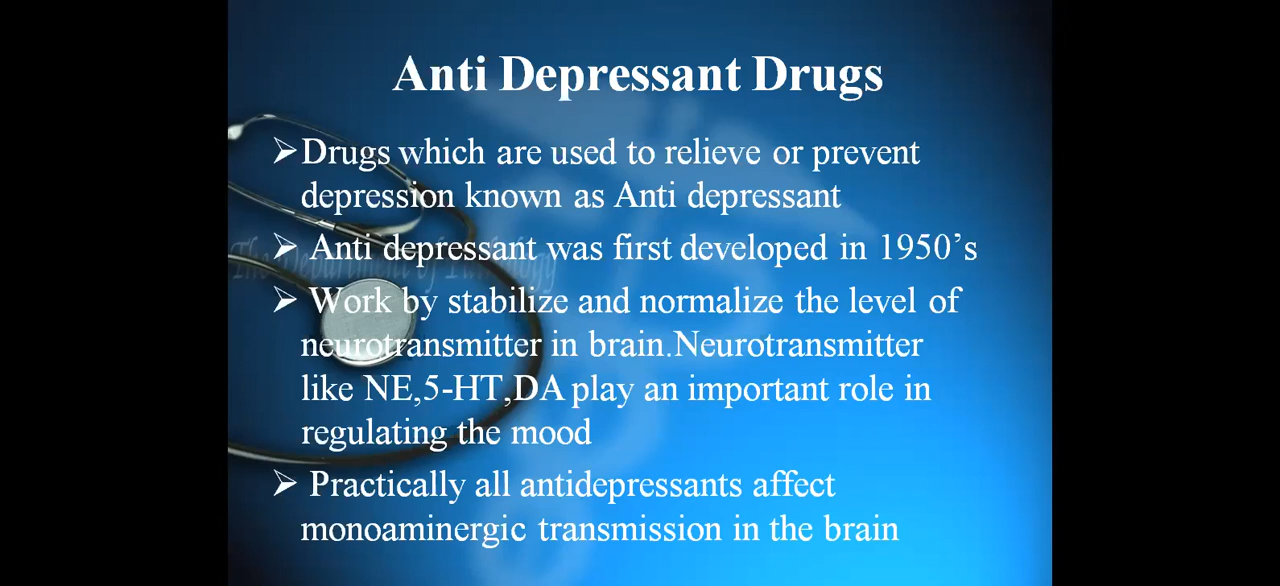 Anti Depressant Drugs
➢Drugs which are used to relieve or prevent
depression known as Anti depressant
➢ Anti depressant was first developed in 1950’s
The Department of
➢ Work by stabilize and normalize the level of
neurotransmitter in brain.Neurotransmitter
like NE,5-HT,DA play an important role in
regulating the mood
➢ Practically all antidepressants affect
monoaminergic transmission in the brain